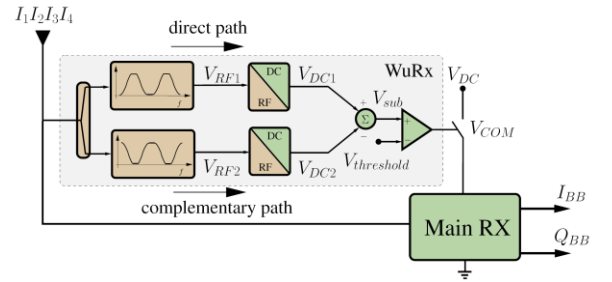 I1I2I3I4
direct path
WuRx
VRF1
DC
RF
VDC1
f
+
Σ
−
Vsub
+
−
VDC
VCOM
Vthreshold
VRF2
DC
RF
VDC2
f
complementary path
Main RX
IBB
QBB